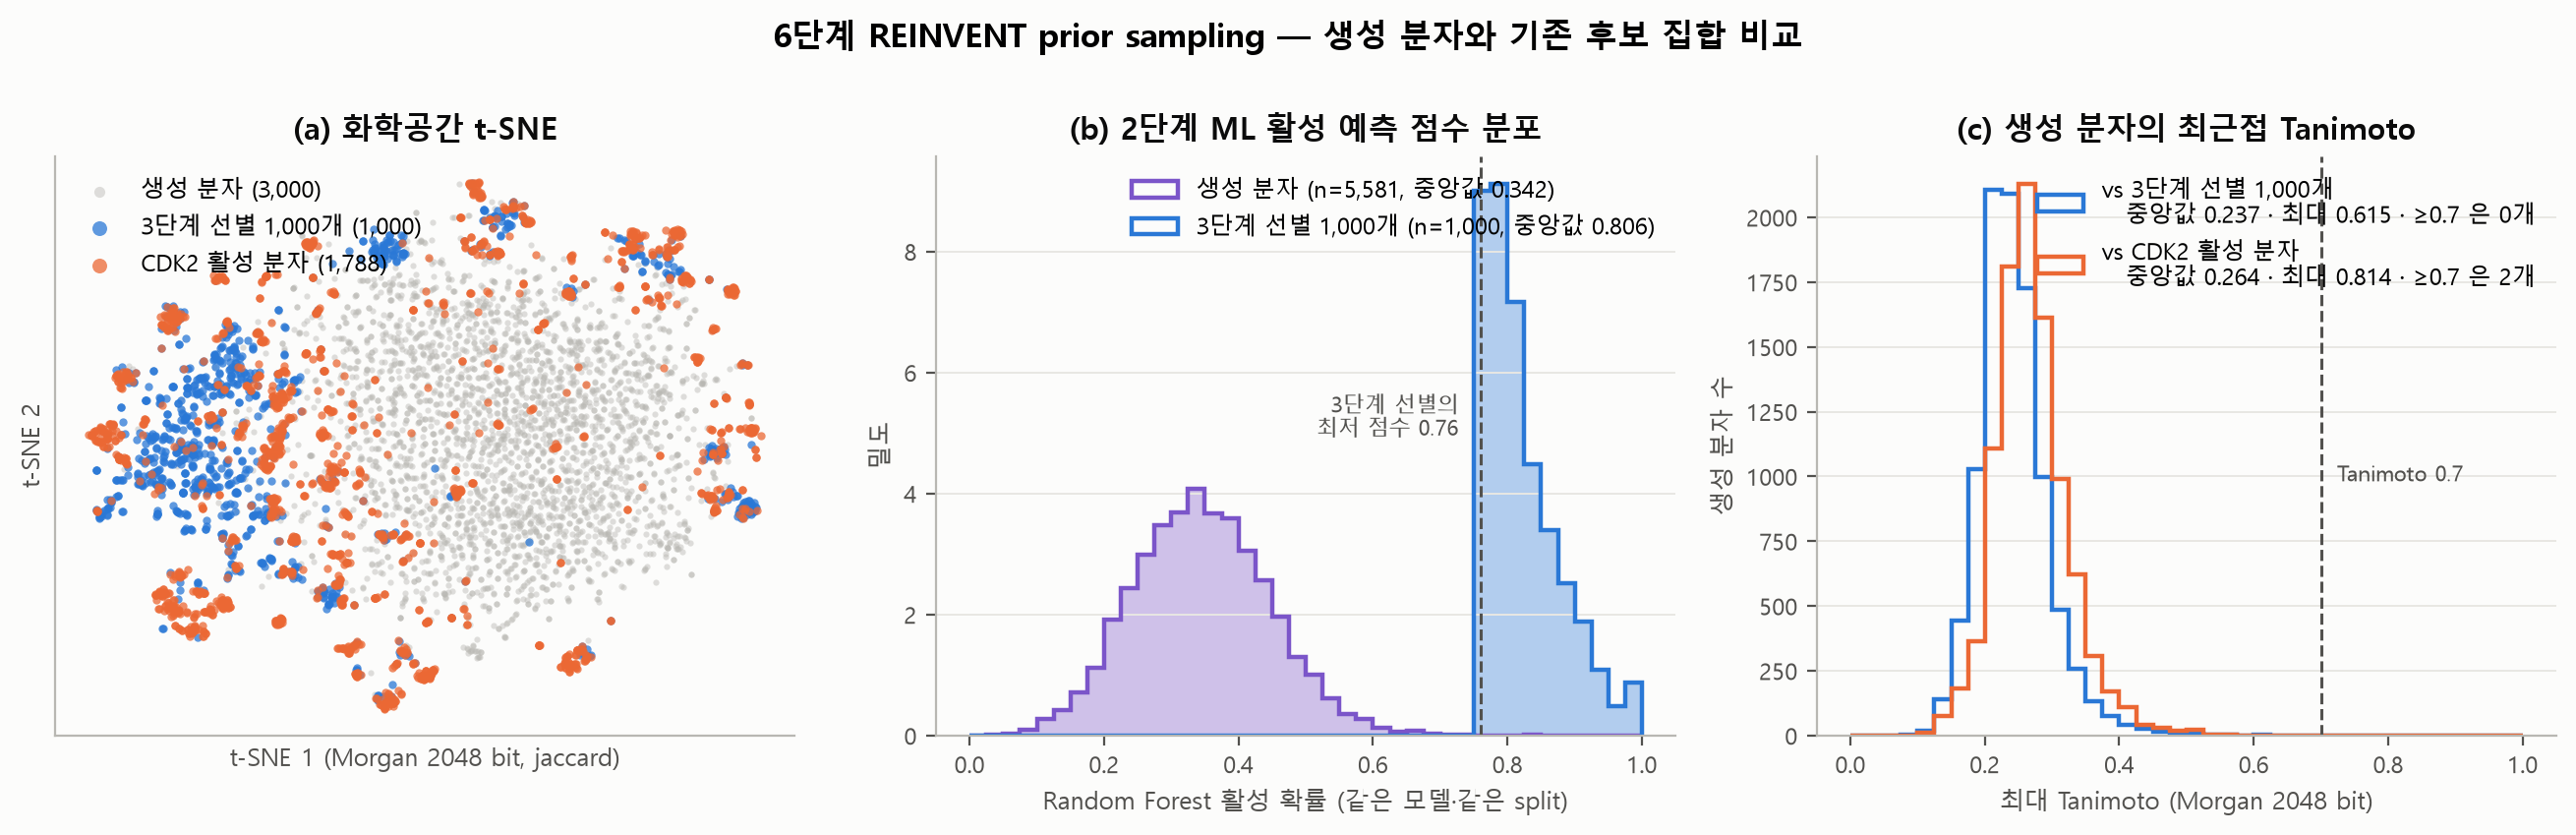 6단계 REINVENT prior sampling — 생성 분자와 기존 후보 집합 비교
(a) 화학공간 t-SNE
생성 분자 (3,000)
3단계 선별 1,000개 (1,000)
CDK2 활성 분자 (1,788)
t-SNE 2
t-SNE 1 (Morgan 2048 bit, jaccard)
(b) 2단계 ML 활성 예측 점수 분포
생성 분자 (n=5,581, 중앙값 0.342)
3단계 선별 1,000개 (n=1,000, 중앙값 0.806)
3단계 선별의
최저 점수 0.76
밀도
8
6
4
2
0
0.0 0.2 0.4 0.6 0.8 1.0
Random Forest 활성 확률 (같은 모델·같은 split)
(c) 생성 분자의 최근접 Tanimoto
vs 3단계 선별 1,000개
중앙값 0.237 · 최대 0.615 · ≥0.7 은 0개
vs CDK2 활성 분자
중앙값 0.264 · 최대 0.814 · ≥0.7 은 2개
Tanimoto 0.7
생성 분자 수
2000
1750
1500
1250
1000
750
500
250
0
0.0 0.2 0.4 0.6 0.8 1.0
최대 Tanimoto (Morgan 2048 bit)